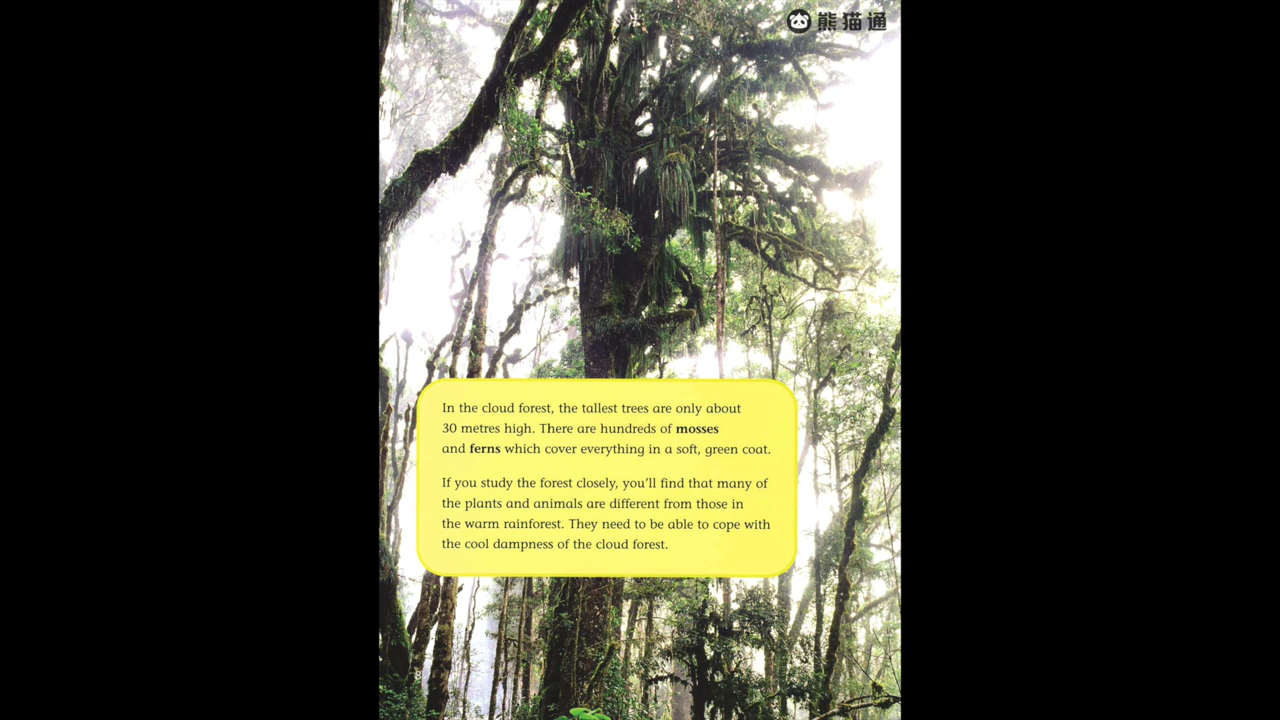 熊猫通
In the cloud forest, the tallest trees are only about
30 metres high. There are hundreds of mosses
and ferns which cover everything in a soft, green coat.
If you study the forest closely, you'll find that many of
the plants and animals are different from those in
the warm rainforest. They need to be able to cope with
the cool dampness of the cloud forest.
8